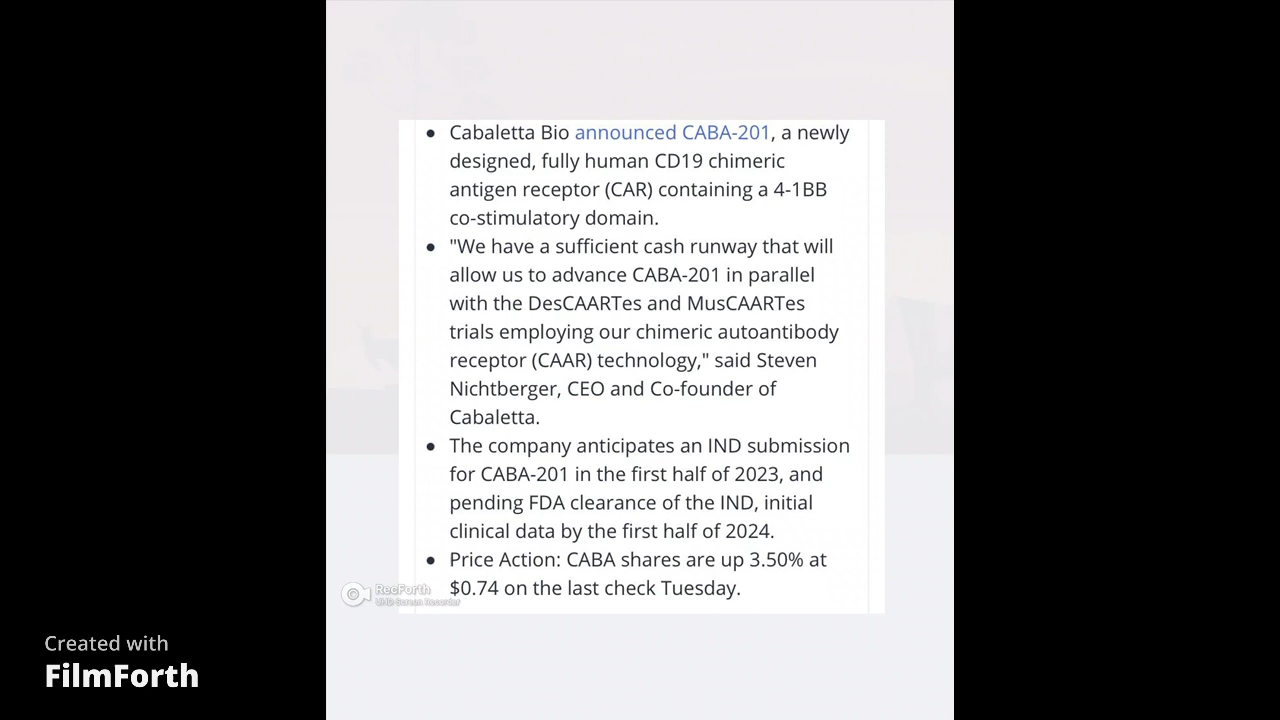 ● Cabaletta Bio announced CABA-201, a newly
designed, fully human CD19 chimeric
antigen receptor (CAR) containing a 4-1BB
co-stimulatory domain.
● "We have a sufficient cash runway that will
allow us to advance CABA-201 in parallel
with the DesCAARTes and MusCAARTes
trials employing our chimeric autoantibody
receptor (CAAR) technology," said Steven
Nichtberger, CEO and Co-founder of
Cabaletta.
● The company anticipates an IND submission
for CABA-201 in the first half of 2023, and
pending FDA clearance of the IND, initial
clinical data by the first half of 2024.
● Price Action: CABA shares are up 3.50% at
$0.74 on the last check Tuesday.
RecForth
UHD Screen Recorder
Created with
FilmForth